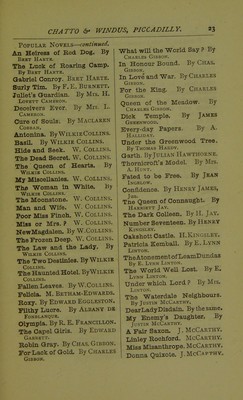 CHATTO & WINDUS, PICCADILLY. 23
POPULAR NOVELS—continued.
An Heiress of Red Dog. By
BRET HARTE.
The Luck of Roaring Camp.
By BRET HARTE.
Gabriel Conroy. BRET HARTE.
Surly Tim. By F. E. BURNETT.
Juliet's Guardian. By Mrs. H.
LOVETT CAMERON.
Deceivers Ever. By Mrs. L.
CAMERON.
Cure of Souls. By MACLAREN
COBBAN.
Antonina. By WILKIE COLLINS.
Basil. By WILKIE COLLINS.
Hide and Seek. W. COLLINS.
The Dead Secret. W. COLLINS.
The Queen of Hearts. By
WILKIE COLLINS.
My Miscellanies. W. COLLINS.
The Woman in White. By
WILKIE COLLINS.
The Moonstone. W. COLLINS.
Man and Wife. W. COLLINS.
Poor Miss Finch. W. COLLINS.
Miss or Mrs. ? W. COLLINS.
New Magdalen. By W. COLLINS.
The Frozen Deep. W. COLLINS.
The Law and the Lady. By
WILKIE COLLINS.
The Two Destinies. By WILKIE
COLLINS.
The Haunted Hotel. By WILKIE
COLLINS.
Fallen Leaves. By W. COLLINS.
Felicia. M. BETHAM-EDWARDS.
Roxy. By EDWARD EGGLESTON.
Filthy Lucre. By ALBANY DE
FONBLANQUE.
Olympia. By R. E. FRANCILLON.
The Capel Girls. By EDWARD
GARRETT.
Robin Gray. By CHAS. GIBBON.
For Lack of Gold. By CHARLES
GIBBON.
What will the World Say ? By
CHARLES GIBBON.
In Honour Bound. By CHAS.
GIBBON.
In Love and War. By CHARLES
GIBBON.
For the King. By CHARLES
GIBBON.
Queen of the Meadow. By
CHARLES GIBBON.
Dick Temple. By JAMES
GREENWOOD.
Every-day Papers. By A.
HALLIDAY.
Under the Greenwood Tree.
By THOMAS HARDY.
Garth. By JULIAN HAWTHORNE.
Thornicroft's Model. By Mrs.
A. HUNT.
Fated to be Free. By JEAN
INGELOW.
Confidence. By HENRY JAMES,
Jun.
The Queen of Connaught. By
HARRIETT JAY.
The Dark Colleen. By H. JAY.
Number Seventeen. By HENRY
KINGSLEY.
Oakshott Castle. H. KINGSLEY.
Patricia Kemball. By E. LYNN
LINTON.
The Atonement of Leam Dundas
By E. LYNN LINTON.
The World Well Lost. By E.
LYNN LINTON.
Under which Lord ? By Mrs.
LINTON.
The Waterdale Neighbours.
By JUSTIN MCCARTHY.
Dear Lady Disdain. By the same.
My Enemy's Daughter. By
JUSTIN MCCARTHY.
A Fair Saxon. J. MCCARTHY.
Linley Rochford. MCCARTHY.
Miss Misanthrope. MCCARTHY.
Donna Quixote. J. MCCARTHY.